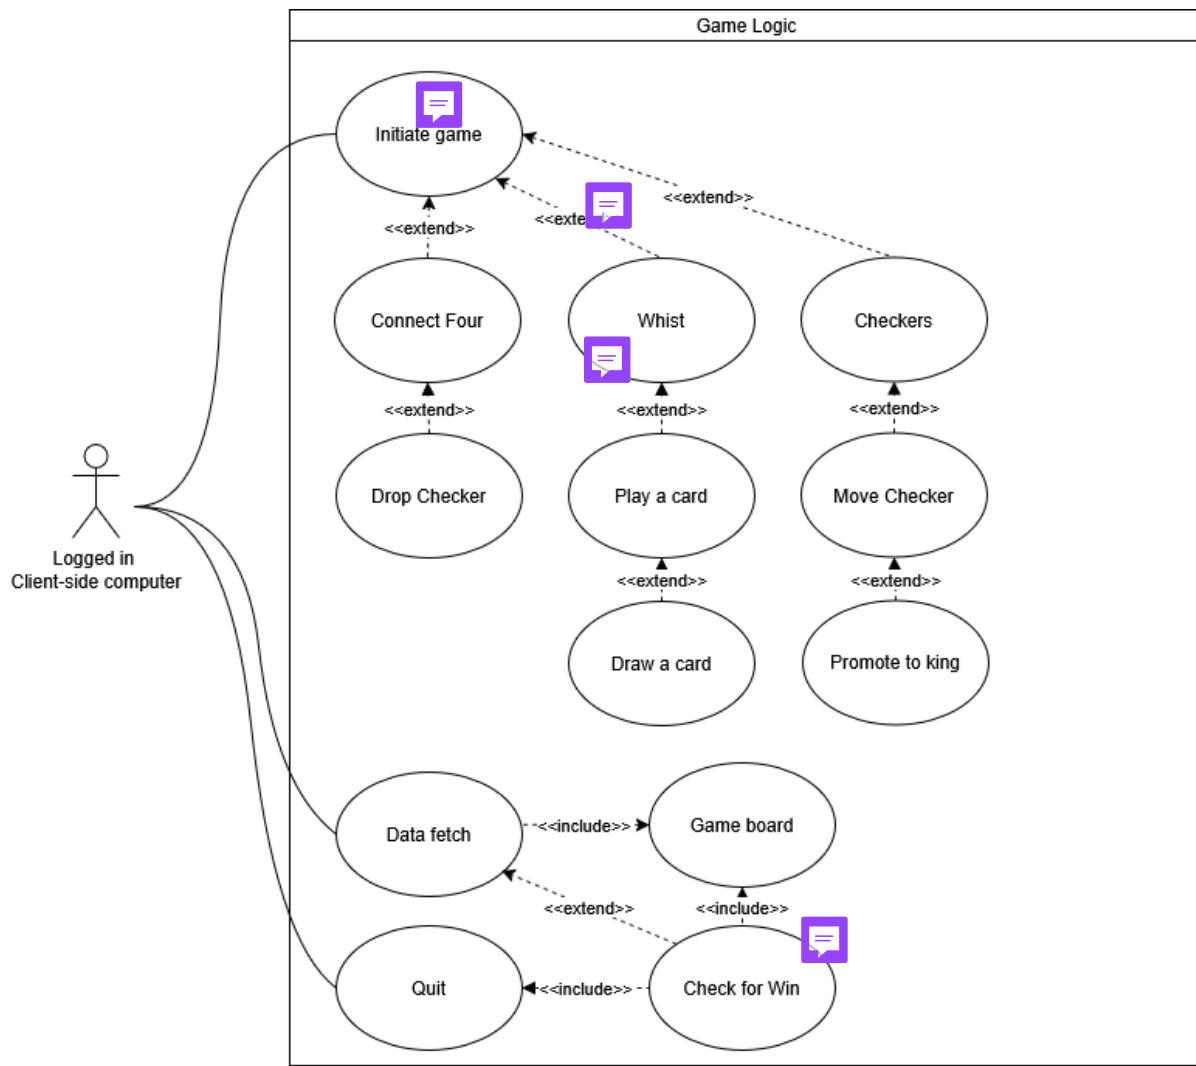 Game Logic
Initiate game
<<extend>>
<<exte
<<extend>>
Connect Four
Whist
Checkers
<<extend>>
<<extend>>
<<extend>>
Drop Checker
Play a card
Move Checker
Logged in
Client-side computer
<<extend>>
<<extend>>
Draw a card
Promote to king
Data fetch
<<include>>
Game board
<<extend>>
<<include>>
Quit
<<include>>
Check for Win